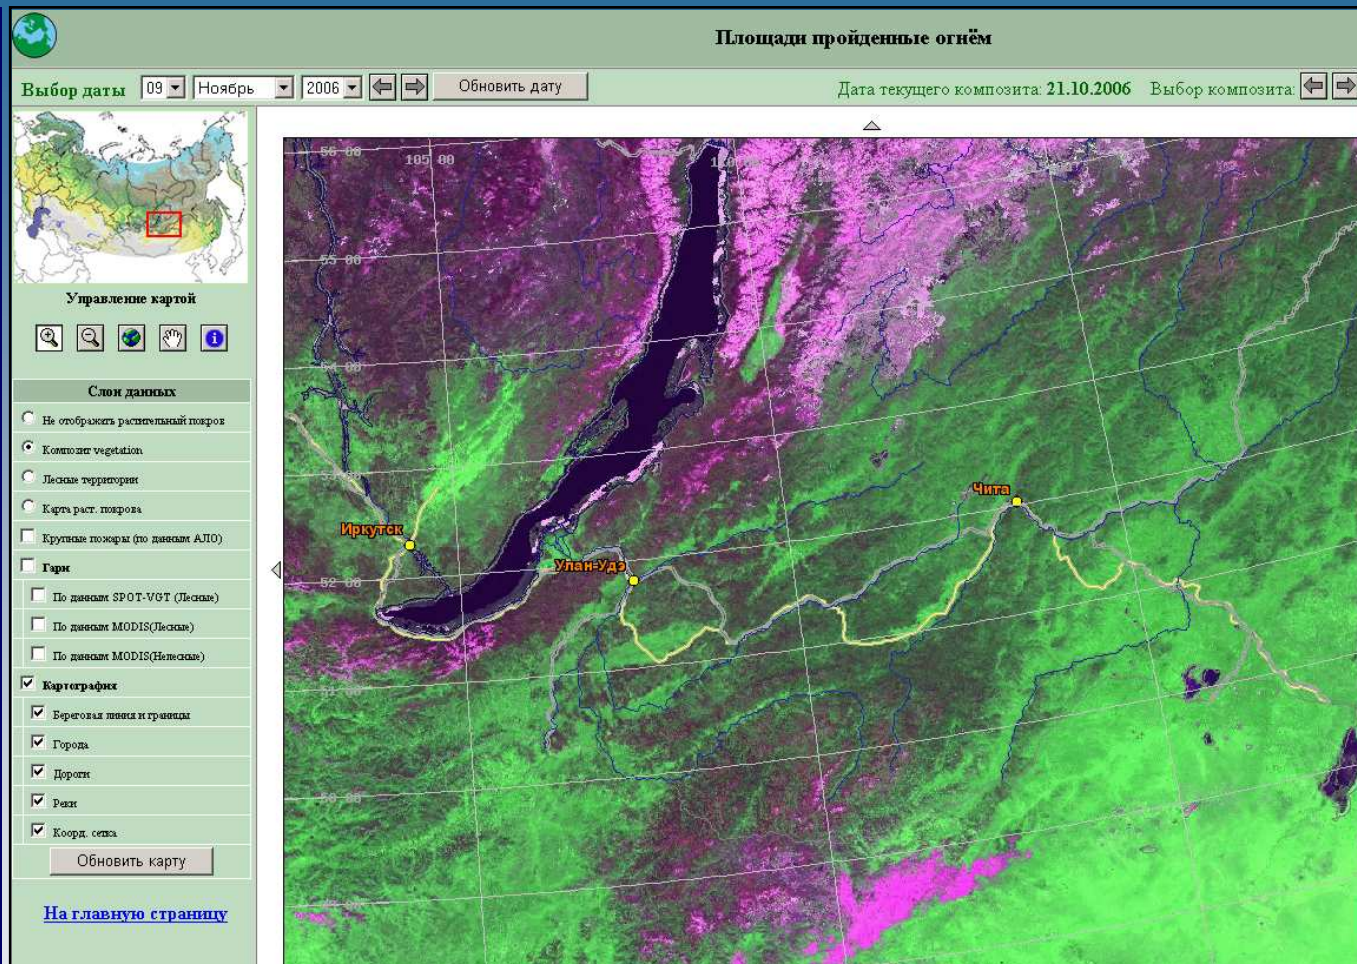 Площади пройденные огнём
Выбор даты 09 Ноябрь 2006 Обновить дату Дата текущего композита: 21.10.2006 Выбор композита:
56 00 105 00
55 00
54 00
Управление картой
Слои данных
Не отображать растительный покров
Композит vegetation
Лесные территории
Карта раст. покрова
Крупные пожары (по данным АЛО)
Гари
По данным SPOT-VGT (Лесные)
По данным MODIS(Лесные)
По данным MODIS(Нелесные)
Картография
Береговая линия и границы
Города
Дороги
Реки
Коорд. сетка
Обновить карту
На главную страницу
Чита
Иркутск
Улан-Удэ
52 00